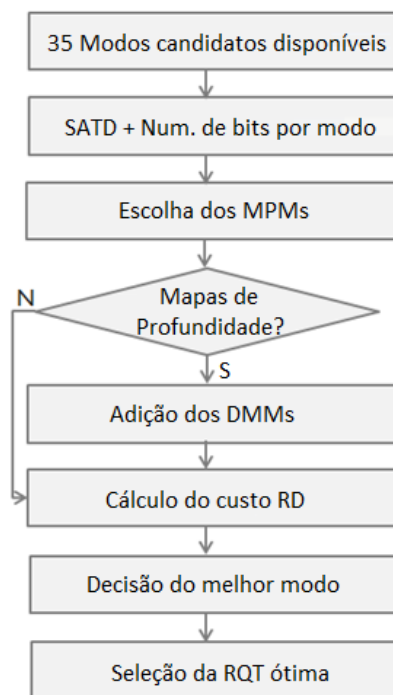 35 Modos candidatos disponíveis
SATD + Num. de bits por modo
Escolha dos MPMs
N
Mapas de
Profundidade?
S
Adição dos DMMs
Cálculo do custo RD
Decisão do melhor modo
Seleção da RQT ótima